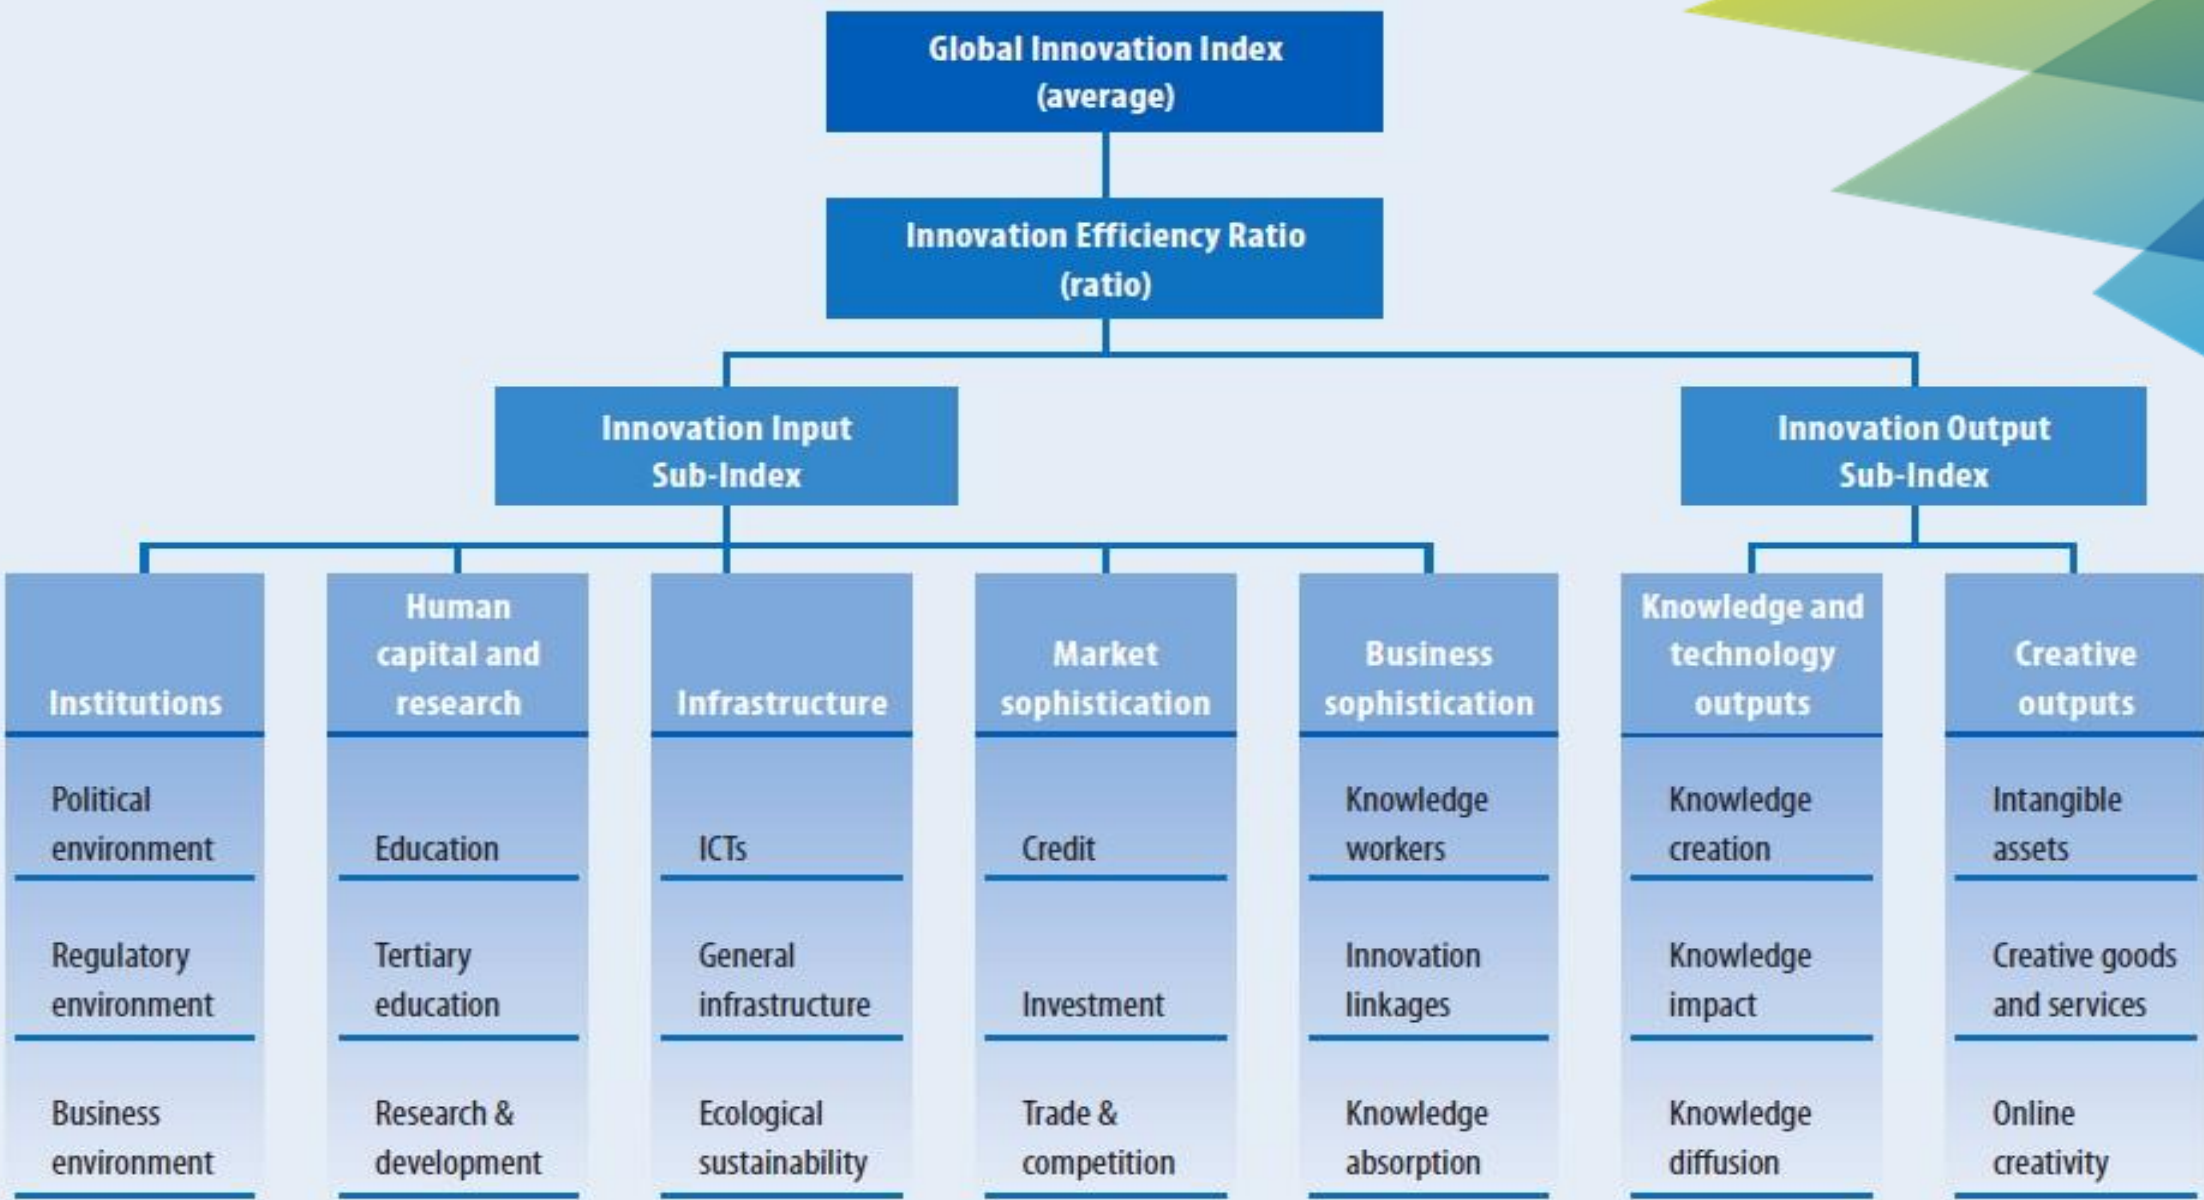 Global Innovation Index
(average)
Innovation Efficiency Ratio
(ratio)
Innovation Input
Sub-Index
Innovation Output
Sub-Index
Institutions
Human
capital and
research
Infrastructure
Market
sophistication
Business
sophistication
Knowledge and
technology
outputs
Creative
outputs
Political
environment
Education
ICTs
Credit
Knowledge
workers
Knowledge
creation
Intangible
assets
Regulatory
environment
Tertiary
education
General
infrastructure
Investment
Innovation
linkages
Knowledge
impact
Creative goods
and services
Business
environment
Research &
development
Ecological
sustainability
Trade &
competition
Knowledge
absorption
Knowledge
diffusion
Online
creativity